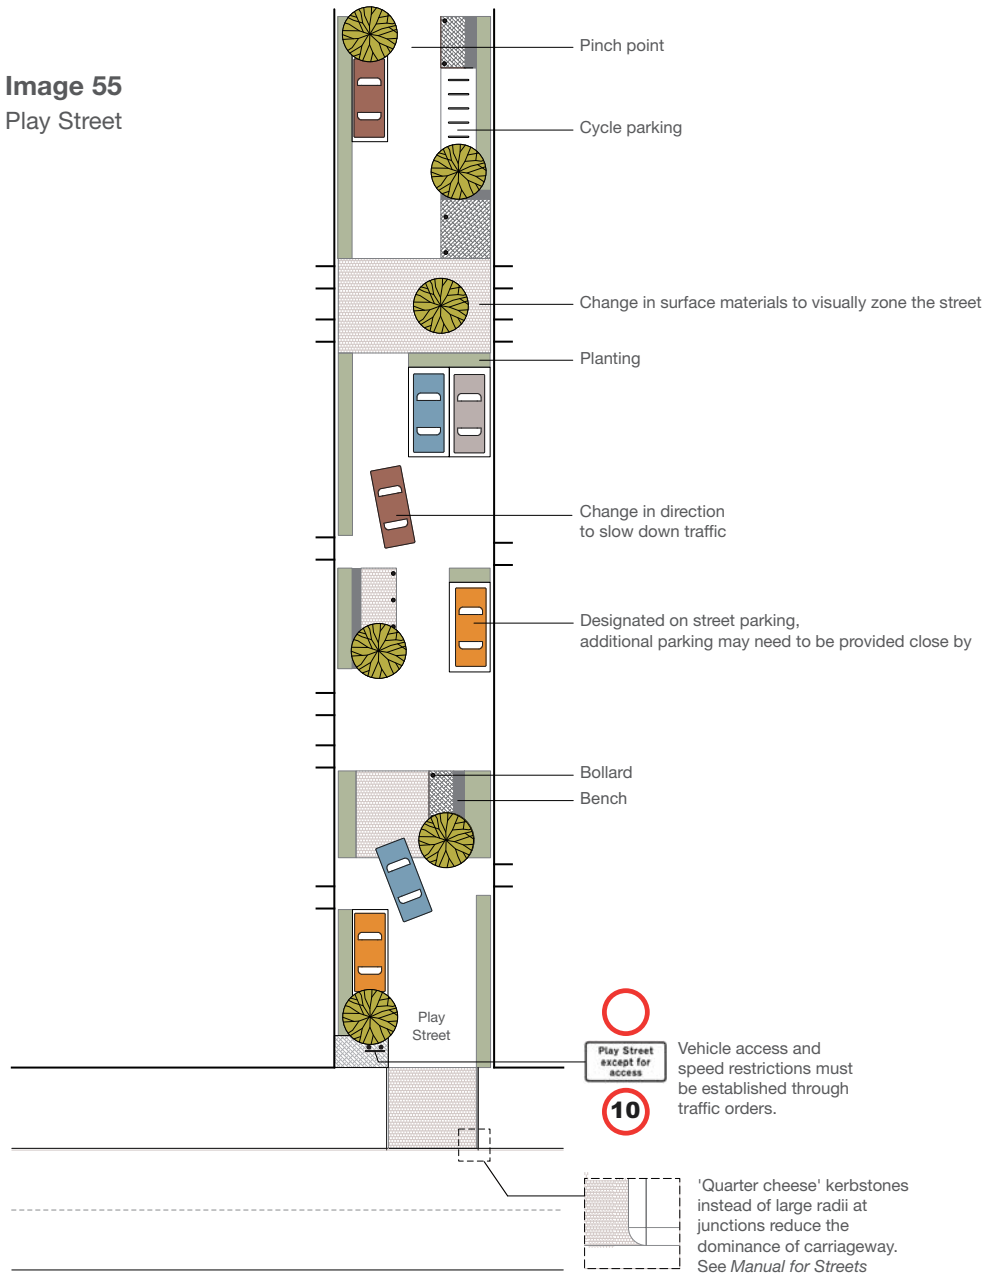 Image 55
Play Street
Pinch point
Cycle parking
Change in surface materials to visually zone the street
Planting
Change in direction
to slow down traffic
Designated on street parking,
additional parking may need to be provided close by
Bollard
Bench
Play
Street
Play Street
except for
access
10
Vehicle access and
speed restrictions must
be established through
traffic orders.
'Quarter cheese' kerbstones
instead of large radii at
junctions reduce the
dominance of carriageway.
See Manual for Streets